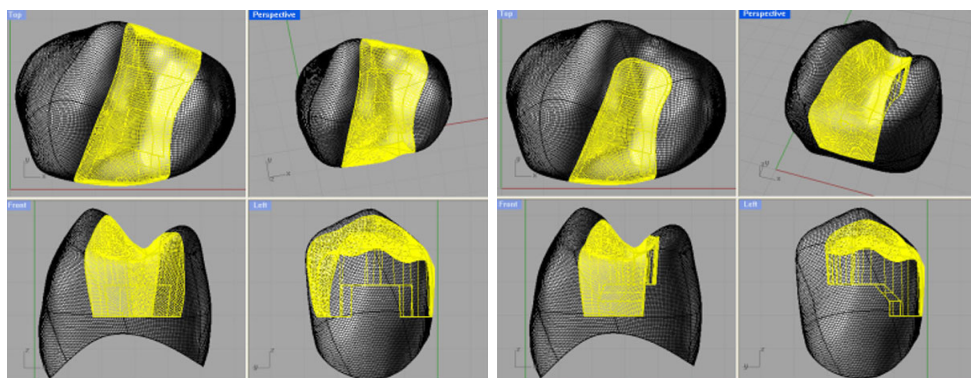 Top
Perspective
Top
Perspective
Front
Left
Front
Left